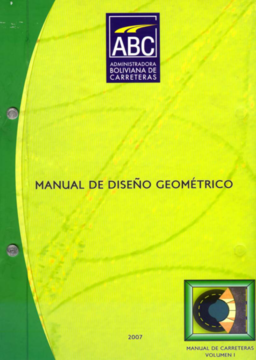 ABC
ADMINISTRADORA
BOLIVIANA DE
CARRETERAS
MANUAL DE DISEÑO GEOMÉTRICO
2007
MANUAL DE CARRETERAS
VOLUMEN I